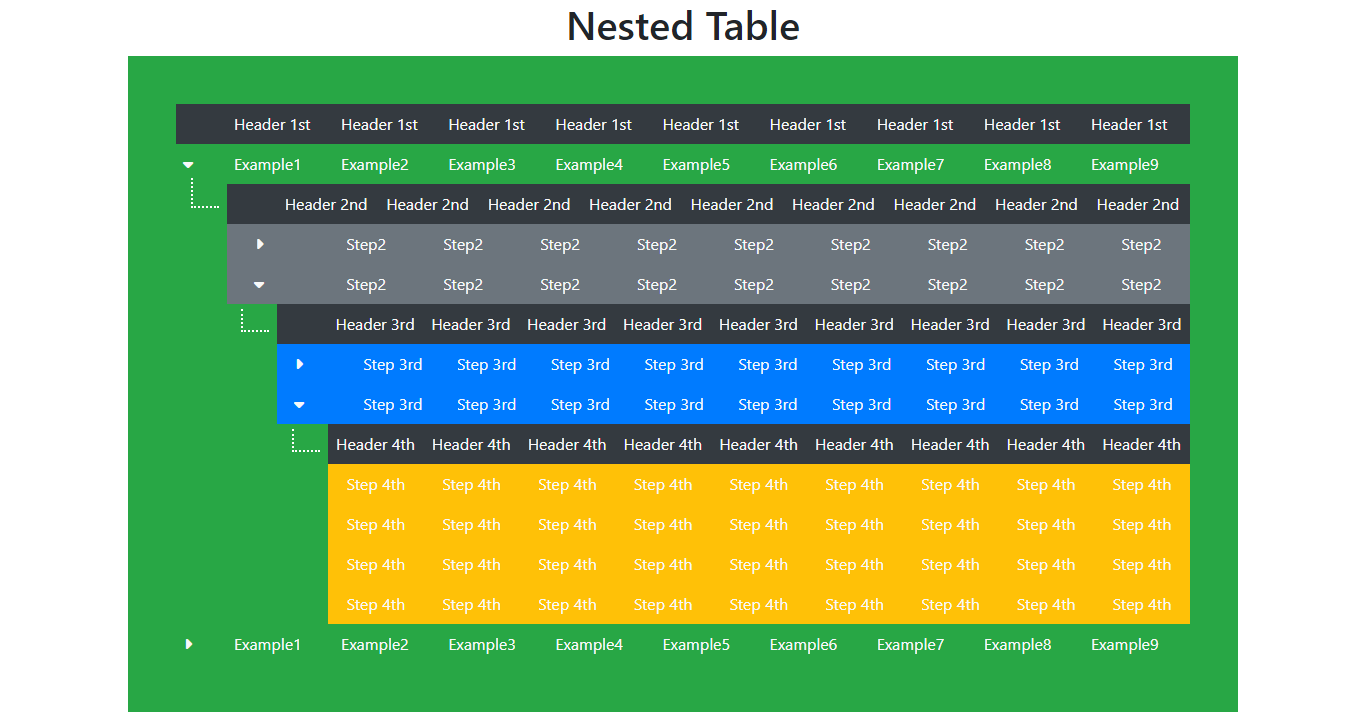 Nested Table
Header 1st Header 1st Header 1st Header 1st Header 1st Header 1st Header 1st Header 1st Header 1st
Example1 Example2 Example3 Example4 Example5 Example6 Example7 Example8 Example9
Header 2nd Header 2nd Header 2nd Header 2nd Header 2nd Header 2nd Header 2nd Header 2nd Header 2nd
Step2 Step2 Step2 Step2 Step2 Step2 Step2 Step2 Step2
Step2 Step2 Step2 Step2 Step2 Step2 Step2 Step2 Step2
Header 3rd Header 3rd Header 3rd Header 3rd Header 3rd Header 3rd Header 3rd Header 3rd Header 3rd
Step 3rd Step 3rd Step 3rd Step 3rd Step 3rd Step 3rd Step 3rd Step 3rd Step 3rd
Step 3rd Step 3rd Step 3rd Step 3rd Step 3rd Step 3rd Step 3rd Step 3rd Step 3rd
Header 4th Header 4th Header 4th Header 4th Header 4th Header 4th Header 4th Header 4th Header 4th
Step 4th Step 4th Step 4th Step 4th Step 4th Step 4th Step 4th Step 4th Step 4th
Step 4th Step 4th Step 4th Step 4th Step 4th Step 4th Step 4th Step 4th Step 4th
Step 4th Step 4th Step 4th Step 4th Step 4th Step 4th Step 4th Step 4th Step 4th
Step 4th Step 4th Step 4th Step 4th Step 4th Step 4th Step 4th Step 4th Step 4th
Example1 Example2 Example3 Example4 Example5 Example6 Example7 Example8 Example9